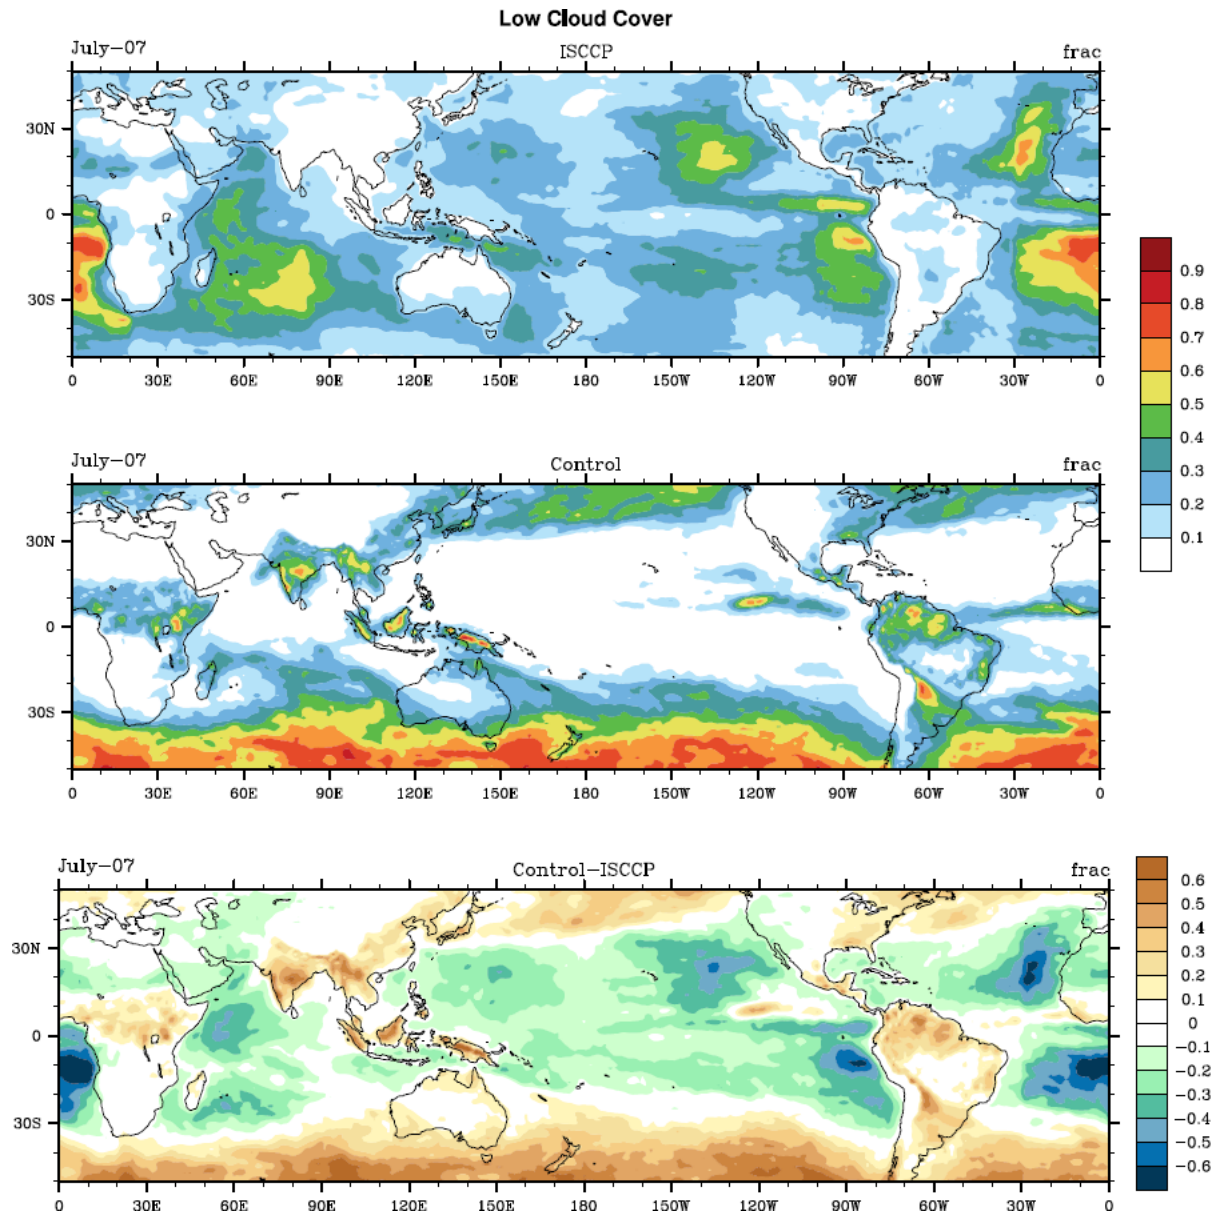 Low Cloud Cover
July-07 ISCCP frac
30N
0
30S
0 30E 60E 90E 120E 150E 180 150W 120W 90W 60W 30W 0
0.9
0.8
0.7
0.6
0.5
0.4
0.3
0.2
0.1
July-07 Control frac
30N
0
30S
0 30E 60E 90E 120E 150E 180 150W 120W 90W 60W 30W 0
July-07 Control-ISCCP frac
30N
0
30S
0 30E 60E 90E 120E 150E 180 150W 120W 90W 60W 30W 0
0.6
0.5
0.4
0.3
0.2
0.1
0
-0.1
-0.2
-0.3
-0.4
-0.5
-0.6